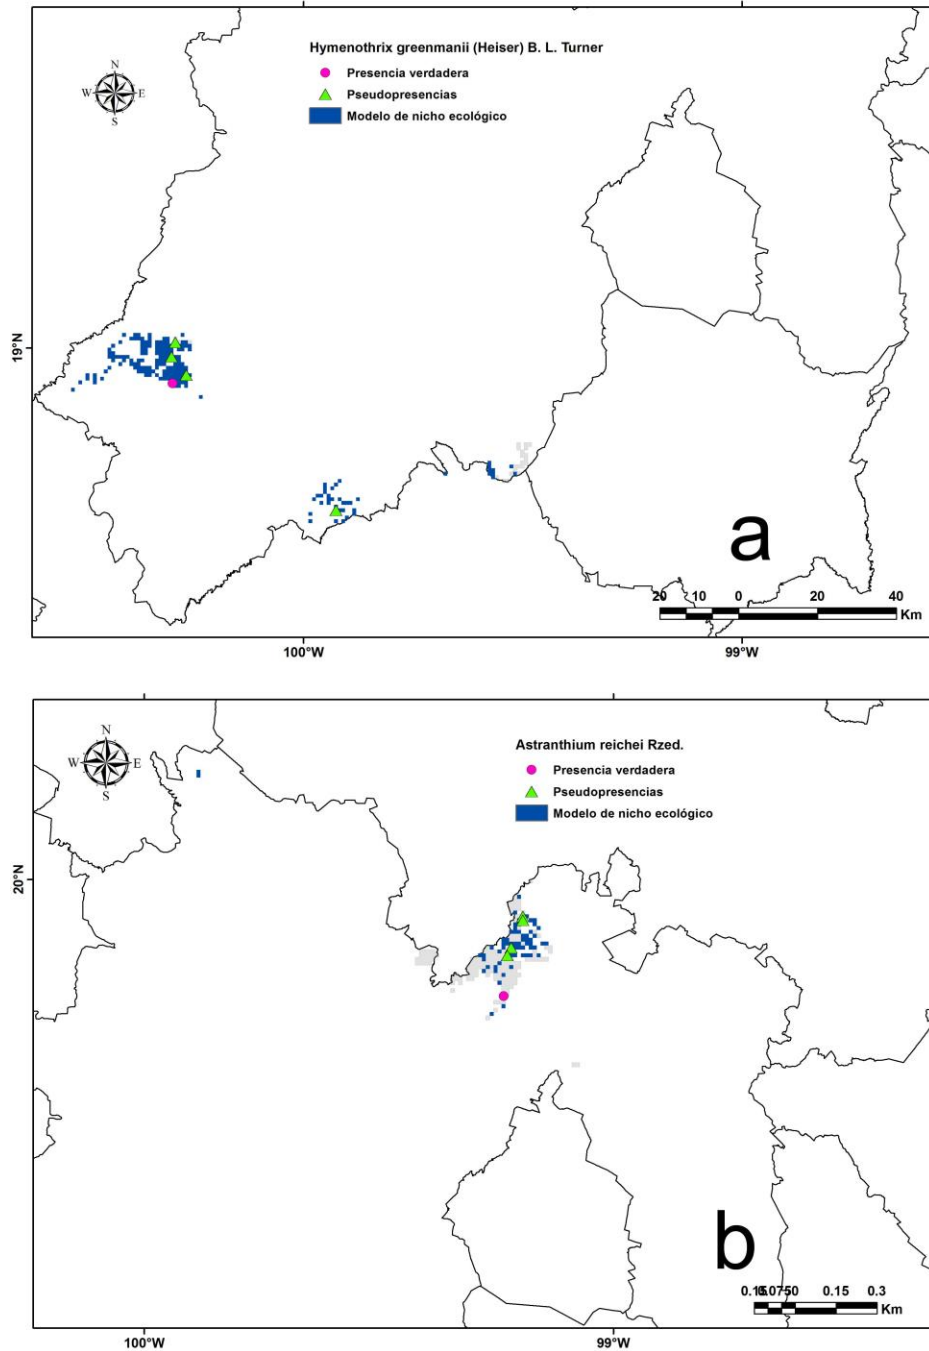 Hymenothrix greenmanii (Heiser) B. L. Turner
Presencia verdadera
Pseudopresencias
Modelo de nicho ecológico
N
W E
S
19°N
a
20 10 0 20 40
Km
100°W 99°W
Astranthium reichei Rzed.
Presencia verdadera
Pseudopresencias
Modelo de nicho ecológico
N
W E
S
20°N
b
0.15 0.15 0.3
Km
100°W 99°W